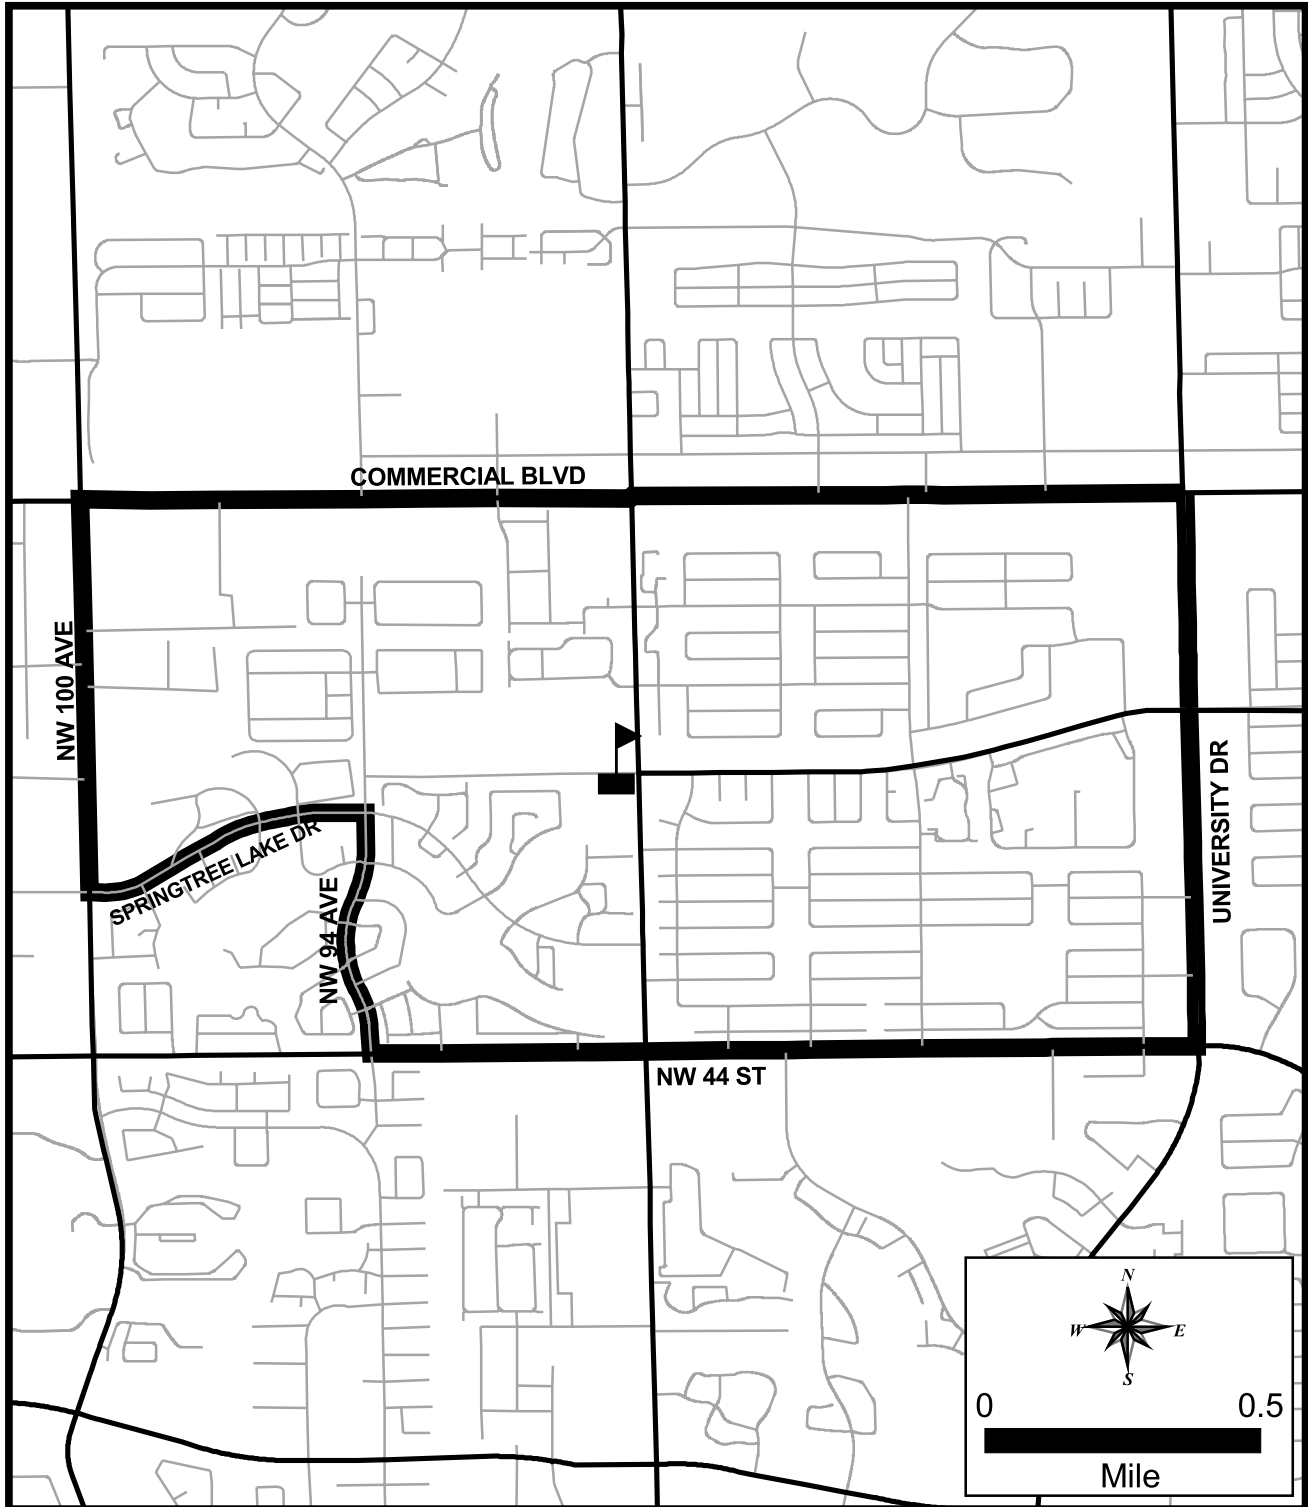 COMMERCIAL BLVD
NW 100 AVE
SPRINGTREE LAKE DR
NW 94 AVE
UNIVERSITY DR
NW 44 ST
N
W E
S
0 0.5
Mile